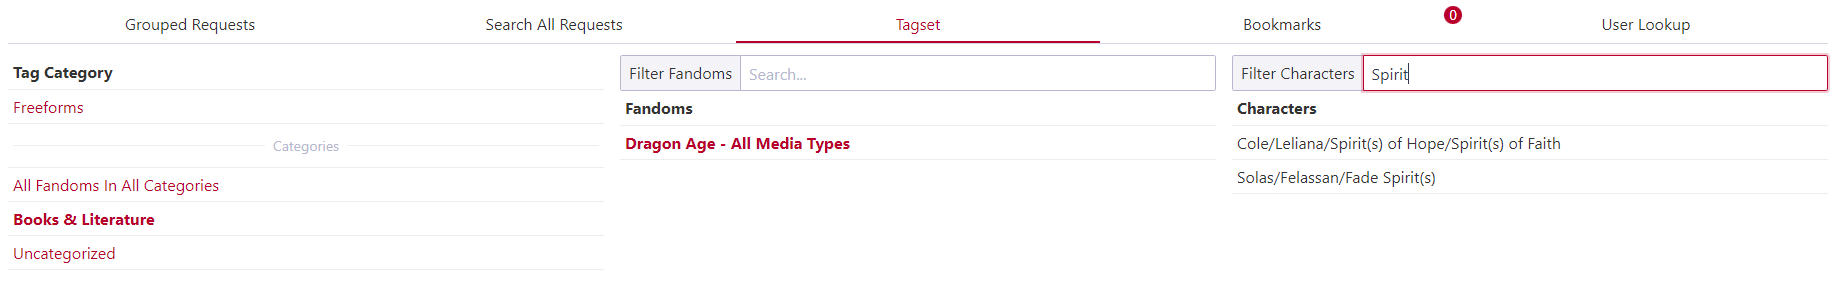 Grouped Requests
Search All Requests
Tagset
Bookmarks
0
User Lookup
Tag Category
Freeforms
Categories
All Fandoms In All Categories
Books & Literature
Uncategorized
Filter Fandoms Search...
Fandoms
Dragon Age - All Media Types
Filter Characters Spirit
Characters
Cole/Leliana/Spirit(s) of Hope/Spirit(s) of Faith
Solas/Felassan/Fade Spirit(s)